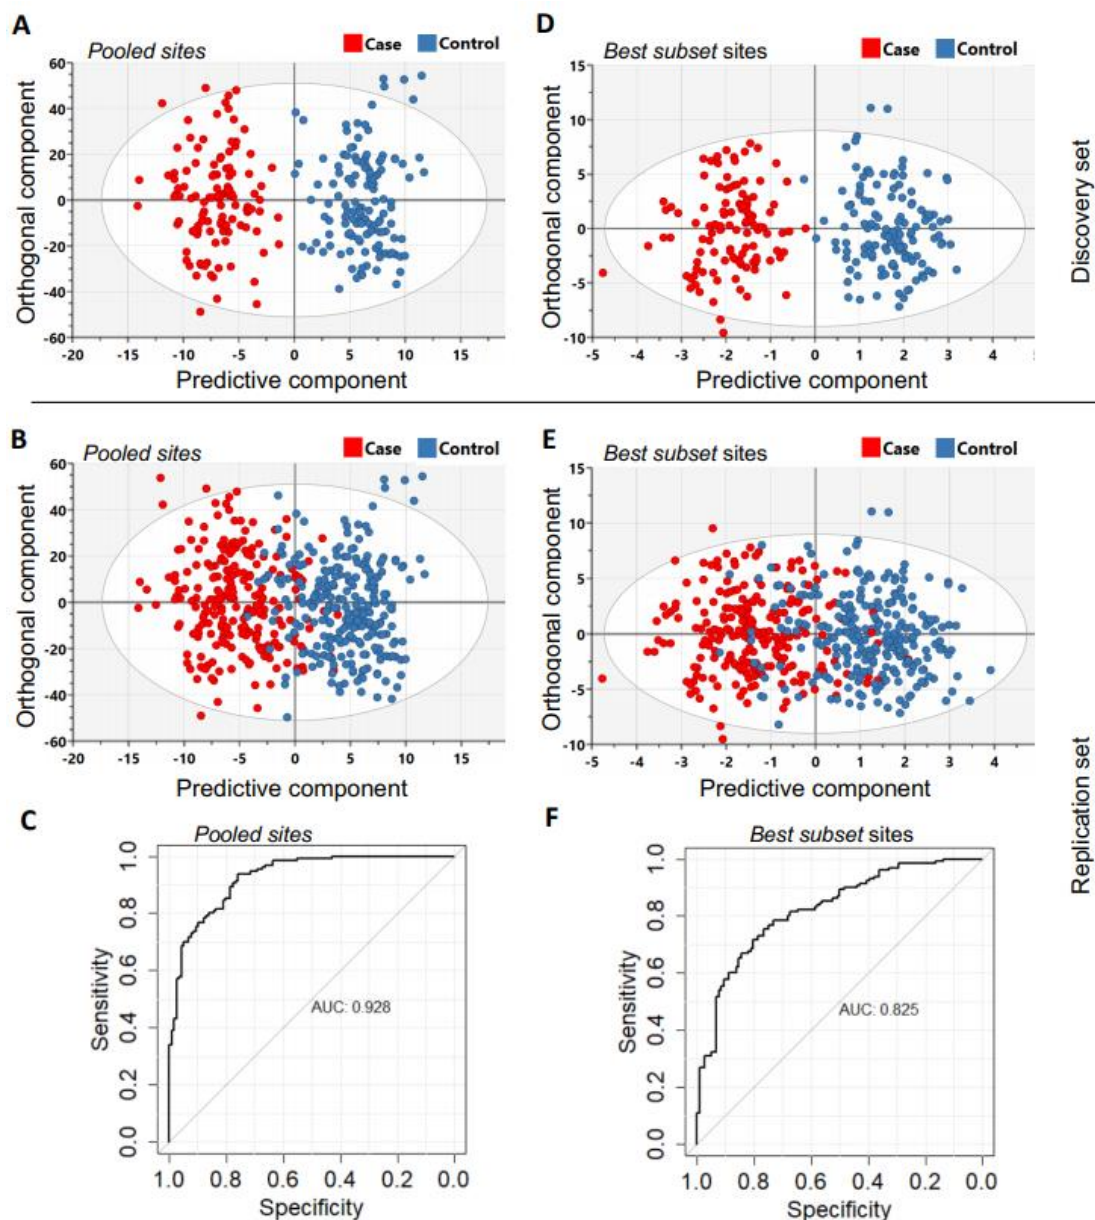 A
Pooled sites
Case
Control
60
40
20
0
-20
-40
-60
-20
-15
-10
-5
0
5
10
15
Orthogonal component
Predictive component
D
Best subset sites
Case
Control
15
10
5
0
-5
-10
-5
-4
-3
-2
-1
0
1
2
3
4
Orthogonal component
Predictive component
Discovery set
B
Pooled sites
Case
Control
60
40
20
0
-20
-40
-60
-20
-15
-10
-5
0
5
10
15
Orthogonal component
Predictive component
E
Best subset sites
Case
Control
15
10
5
0
-5
-10
-5
-4
-3
-2
-1
0
1
2
3
4
Orthogonal component
Predictive component
C
Pooled sites
1.0
0.8
0.6
0.4
0.2
0.0
Sensitivity
AUC: 0.928
1.0
0.8
0.6
0.4
0.2
0.0
Specificity
F
Best subset sites
1.0
0.8
0.6
0.4
0.2
0.0
Sensitivity
AUC: 0.825
1.0
0.8
0.6
0.4
0.2
0.0
Specificity
Replication set